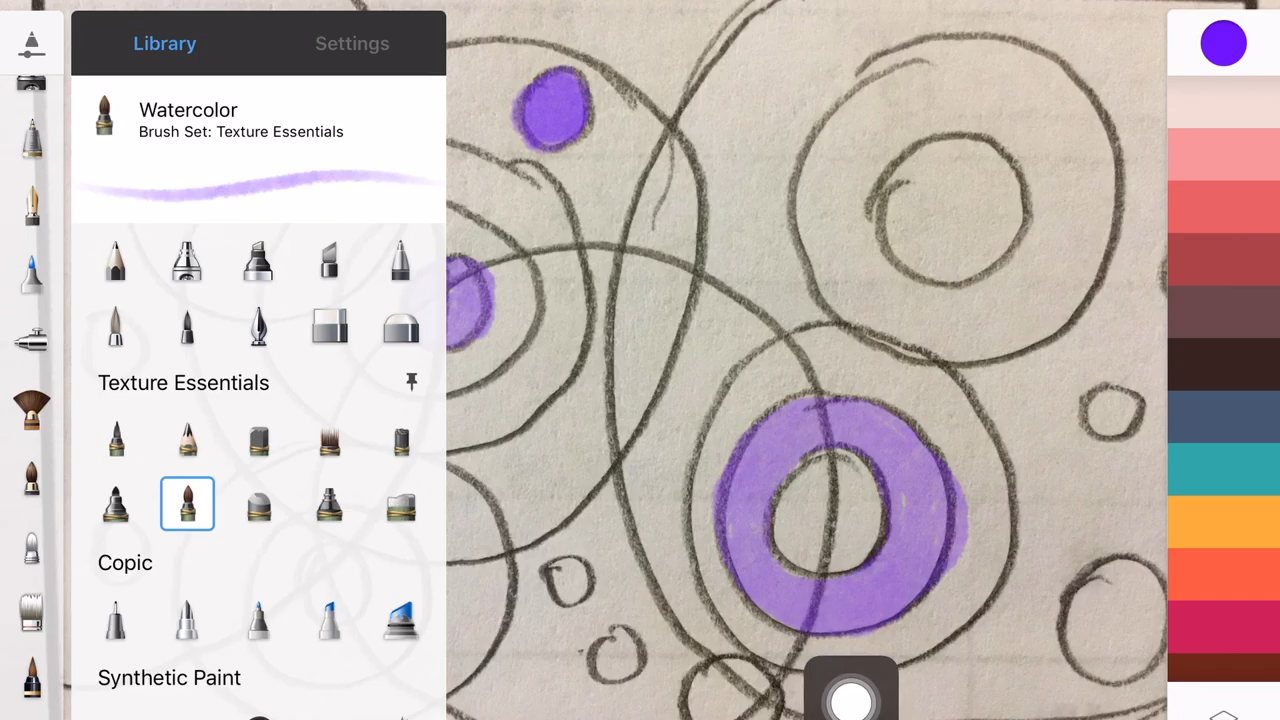 Library
Settings
Watercolor
Brush Set: Texture Essentials
Texture Essentials
Copic
Synthetic Paint